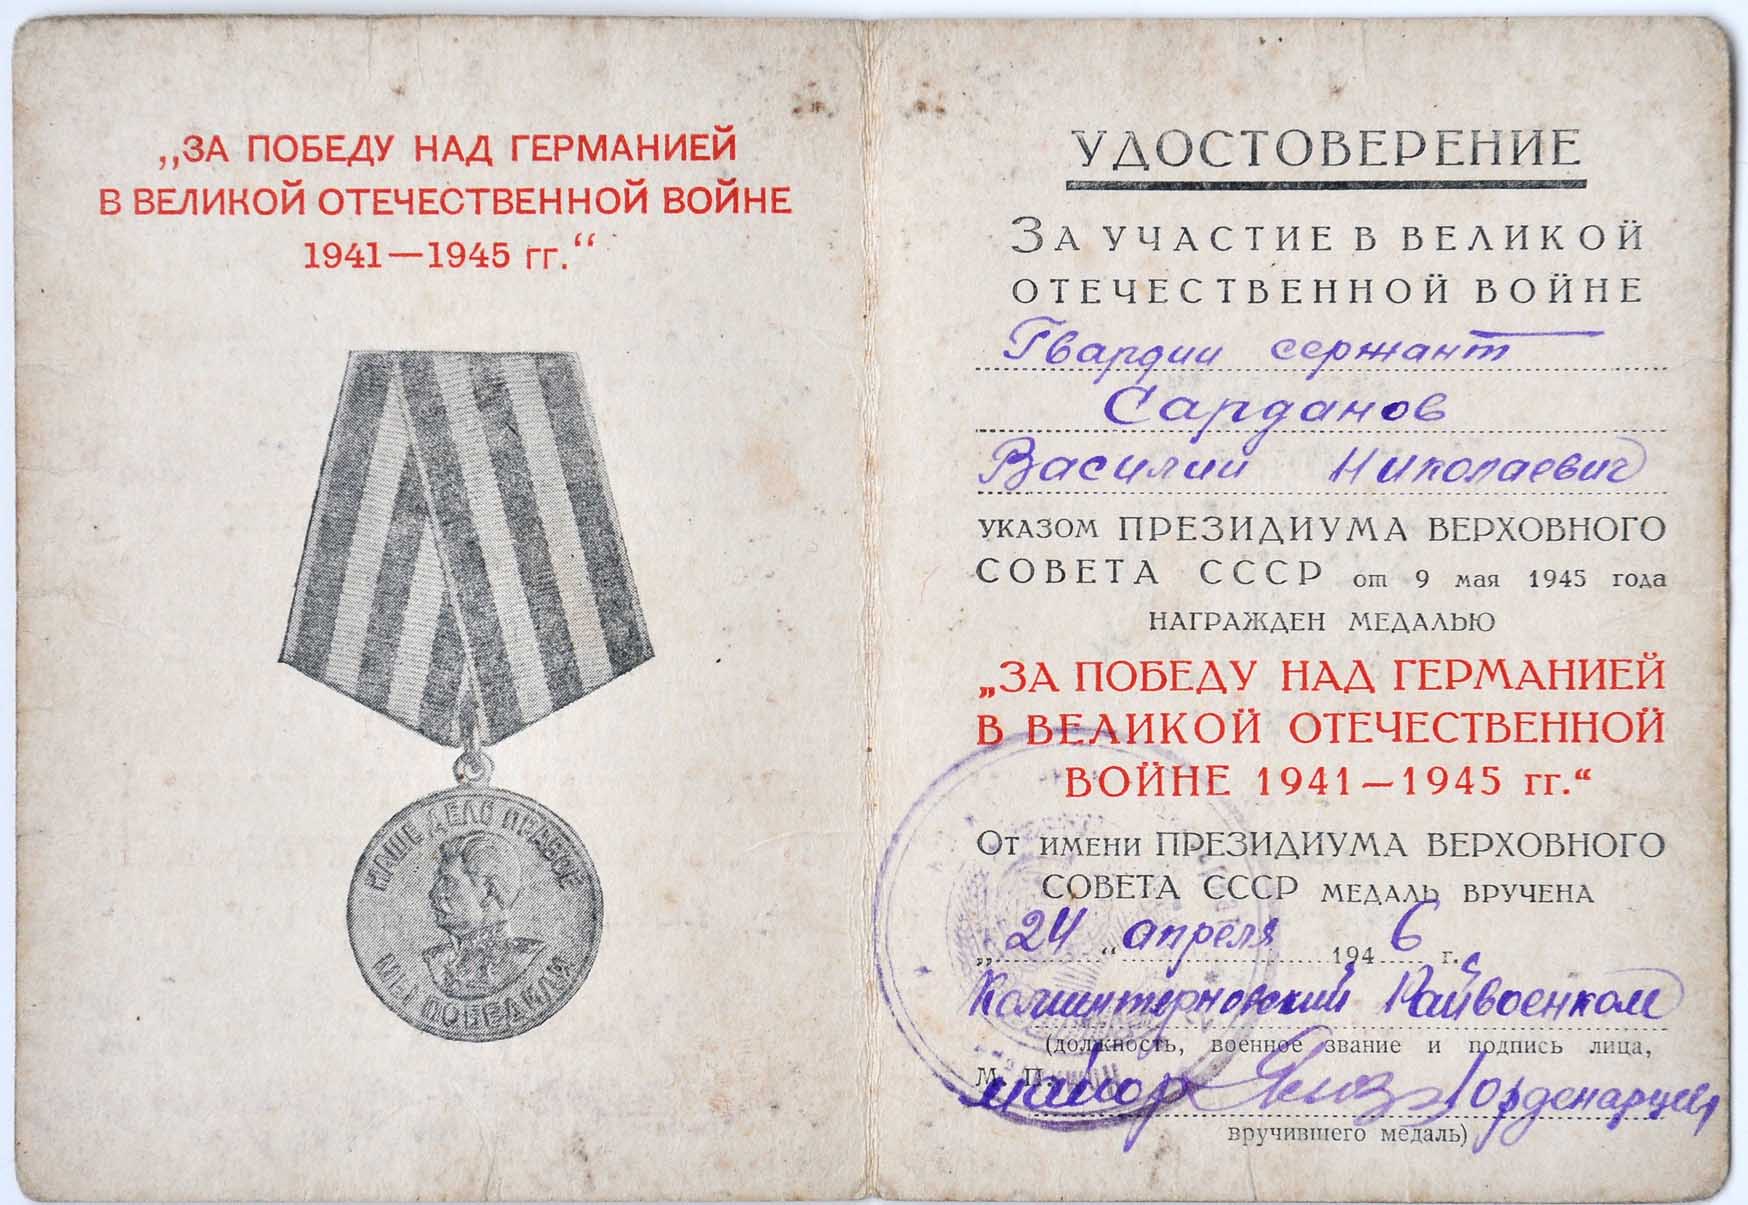 „ЗА ПОБЕДУ НАД ГЕРМАНИЕЙ
В ВЕЛИКОЙ ОТЕЧЕСТВЕННОЙ ВОЙНЕ
1941—1945 гг.“
НАШЕ ДЕЛО ПРАВОЕ
МЫ ПОБЕДИЛИ
УДОСТОВЕРЕНИЕ
ЗА УЧАСТИЕ В ВЕЛИКОЙ
ОТЕЧЕСТВЕННОЙ ВОЙНЕ
Гвардии сержант
Сарданов
Василий Николаевич
УКАЗОМ ПРЕЗИДИУМА ВЕРХОВНОГО
СОВЕТА СССР от 9 мая 1945 года
НАГРАЖДЕН МЕДАЛЬЮ
„ЗА ПОБЕДУ НАД ГЕРМАНИЕЙ
В ВЕЛИКОЙ ОТЕЧЕСТВЕННОЙ
ВОЙНЕ 1941—1945 гг.“
ОТ ИМЕНИ ПРЕЗИДИУМА ВЕРХОВНОГО
СОВЕТА СССР МЕДАЛЬ ВРУЧЕНА
„24“ апреля 1946 г.
Коминтерновский Райвоенком
(должность, военное звание и подпись лица,
М. П. майор /Орденарцев/
вручившего медаль)